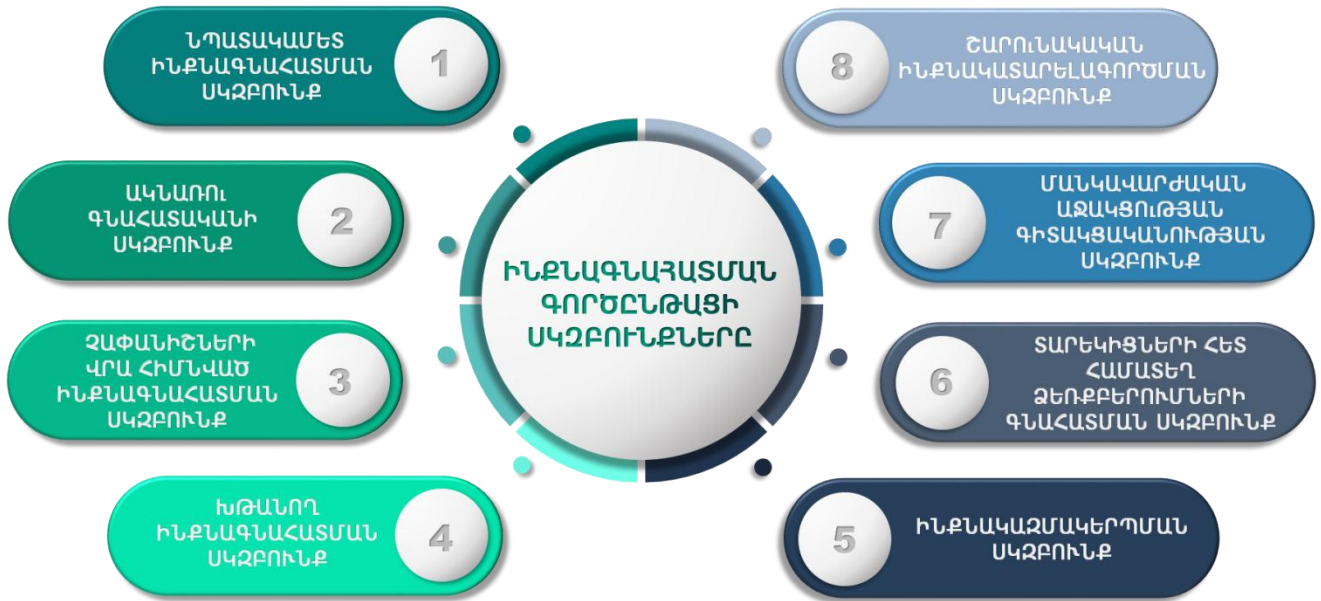 ԻՆՔՆԱԳՆԱՀԱՏՄԱՆ
ԳՈՐԾԸՆԹԱՑԻ
ՍԿԶԲՈՒՆՔՆԵՐԸ
1
ՆՊԱՏԱԿԱՄԵՏ
ԻՆՔՆԱԳՆԱՀԱՏՄԱՆ
ՍԿԶԲՈՒՆՔ
2
ԱԿՆԱՌՈւ
ԳՆԱՀԱՏԱԿԱՆԻ
ՍԿԶԲՈՒՆՔ
3
ՉԱՓԱՆԻՇՆԵՐԻ
ՎՐԱ ՀԻՄՆՎԱԾ
ԻՆՔՆԱԳՆԱՀԱՏՄԱՆ
ՍԿԶԲՈՒՆՔ
4
ԽԹԱՆՈՂ
ԻՆՔՆԱԳՆԱՀԱՏՄԱՆ
ՍԿԶԲՈՒՆՔ
5
ԻՆՔՆԱԿԱԶՄԱԿԵՐՊՄԱՆ
ՍԿԶԲՈՒՆՔ
6
ՏԱՐԵԿԻՑՆԵՐԻ ՀԵՏ
ՀԱՄԱՏԵՂ
ՁԵՌՔԲԵՐՈՒՄՆԵՐԻ
ԳՆԱՀԱՏՄԱՆ ՍԿԶԲՈՒՆՔ
7
ՄԱՆԿԱՎԱՐԺԱԿԱՆ
ԱՋԱԿՑՈւԹՅԱՆ
ԳԻՏԱԿՑԱԿԱՆՈՒԹՅԱՆ
ՍԿԶԲՈՒՆՔ
8
ՇԱՐՈւՆԱԿԱԿԱՆ
ԻՆՔՆԱԿԱՏԱՐԵԼԱԳՈՐԾՄԱՆ
ՍԿԶԲՈՒՆՔ